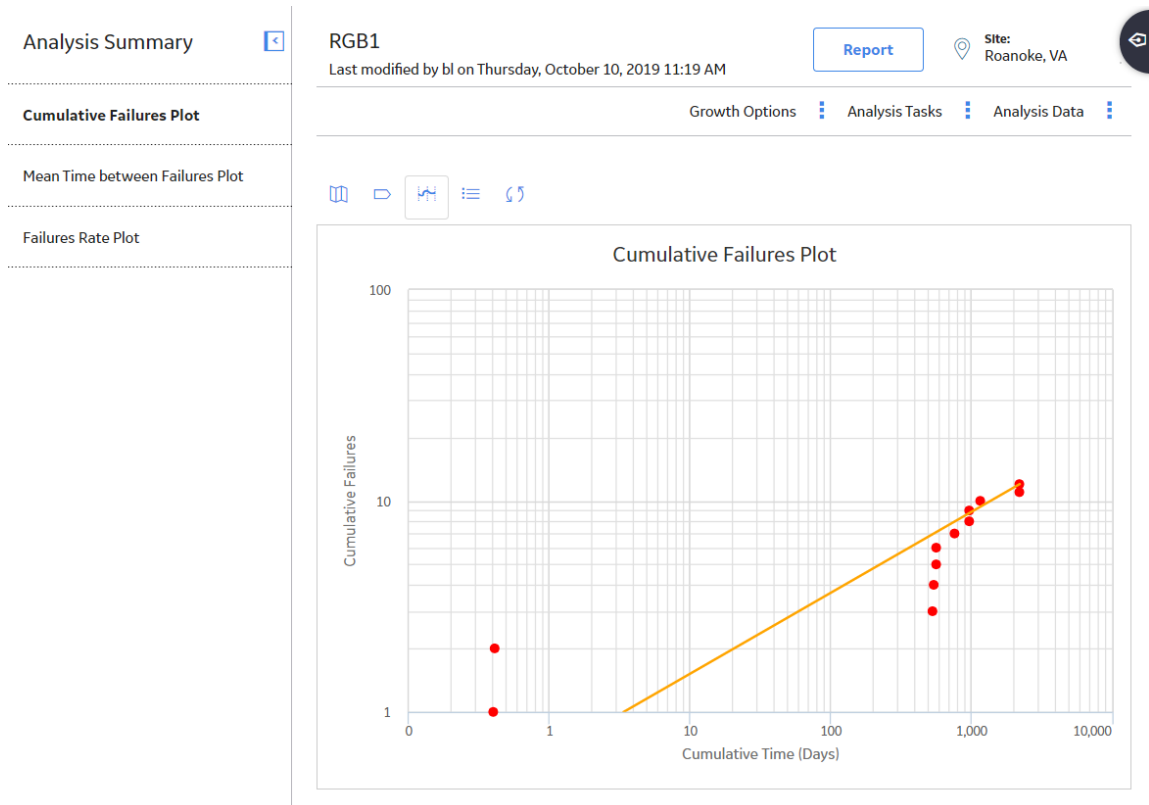 Analysis Summary
Cumulative Failures Plot
Mean Time between Failures Plot
Failures Rate Plot
RGB1
Last modified by bl on Thursday, October 10, 2019 11:19 AM
Report
Site:
Roanoke, VA
Growth Options
Analysis Tasks
Analysis Data
Cumulative Failures Plot
100
10
1
Cumulative Failures
0
1
10
100
1,000
10,000
Cumulative Time (Days)